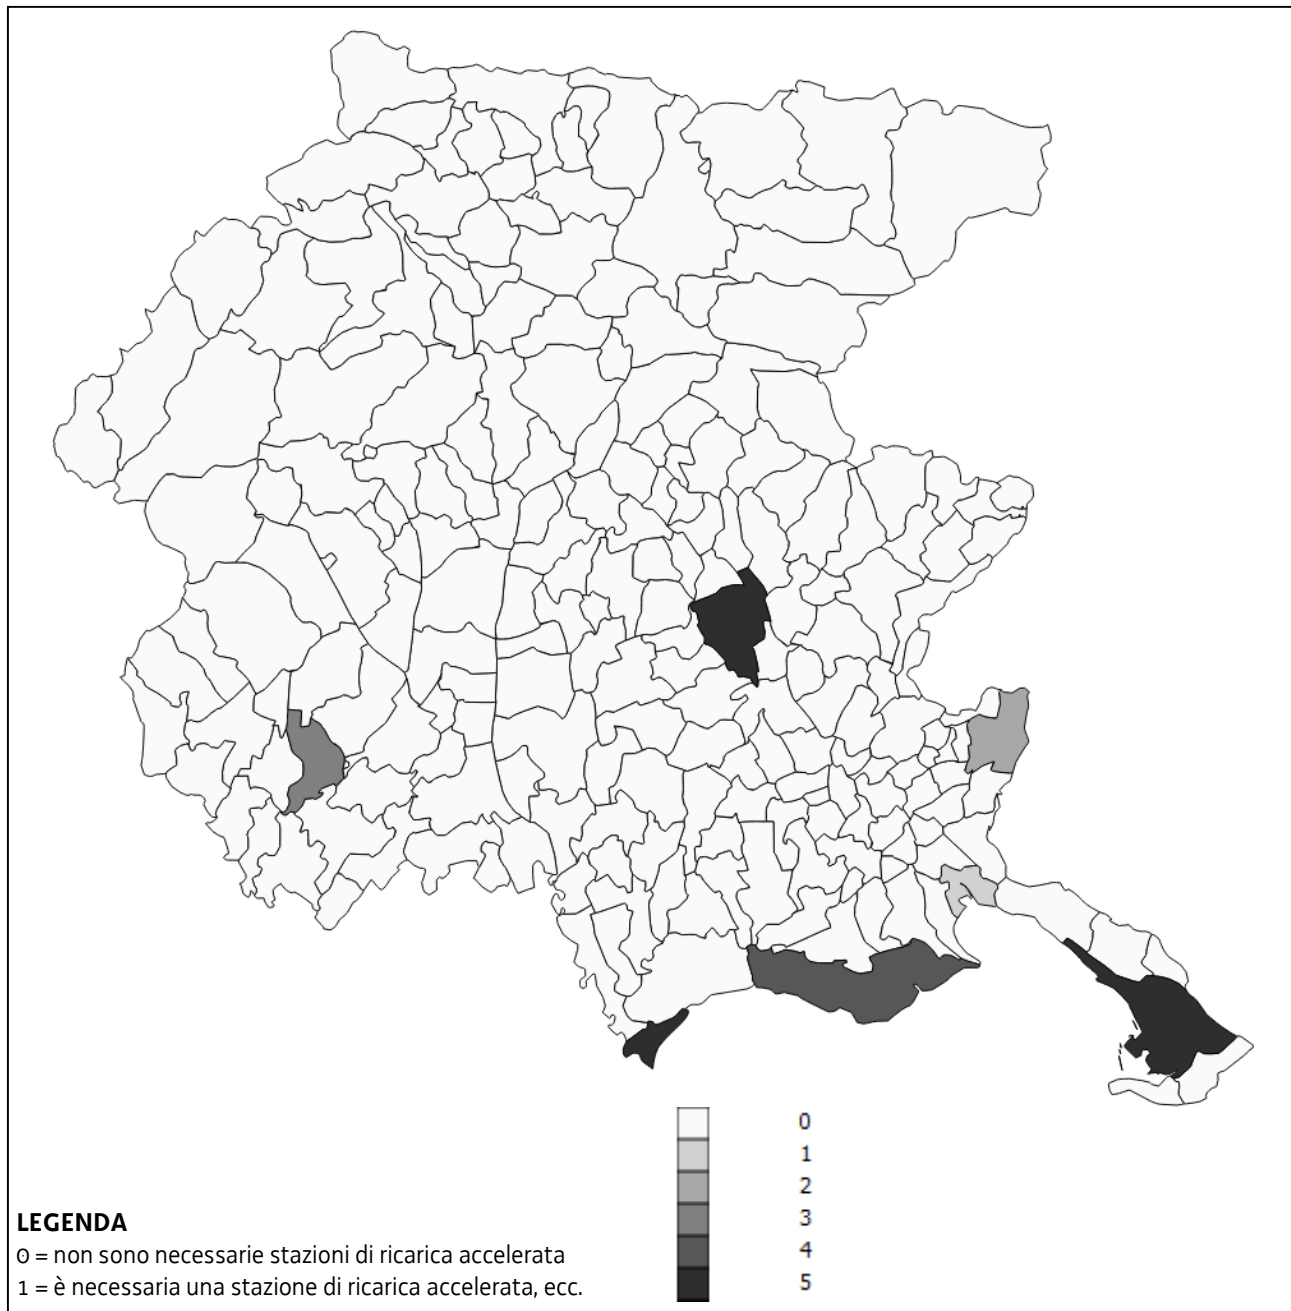 0
1
2
3
4
5
LEGENDA
0 = non sono necessarie stazioni di ricarica accelerata
1 = è necessaria una stazione di ricarica accelerata, ecc.